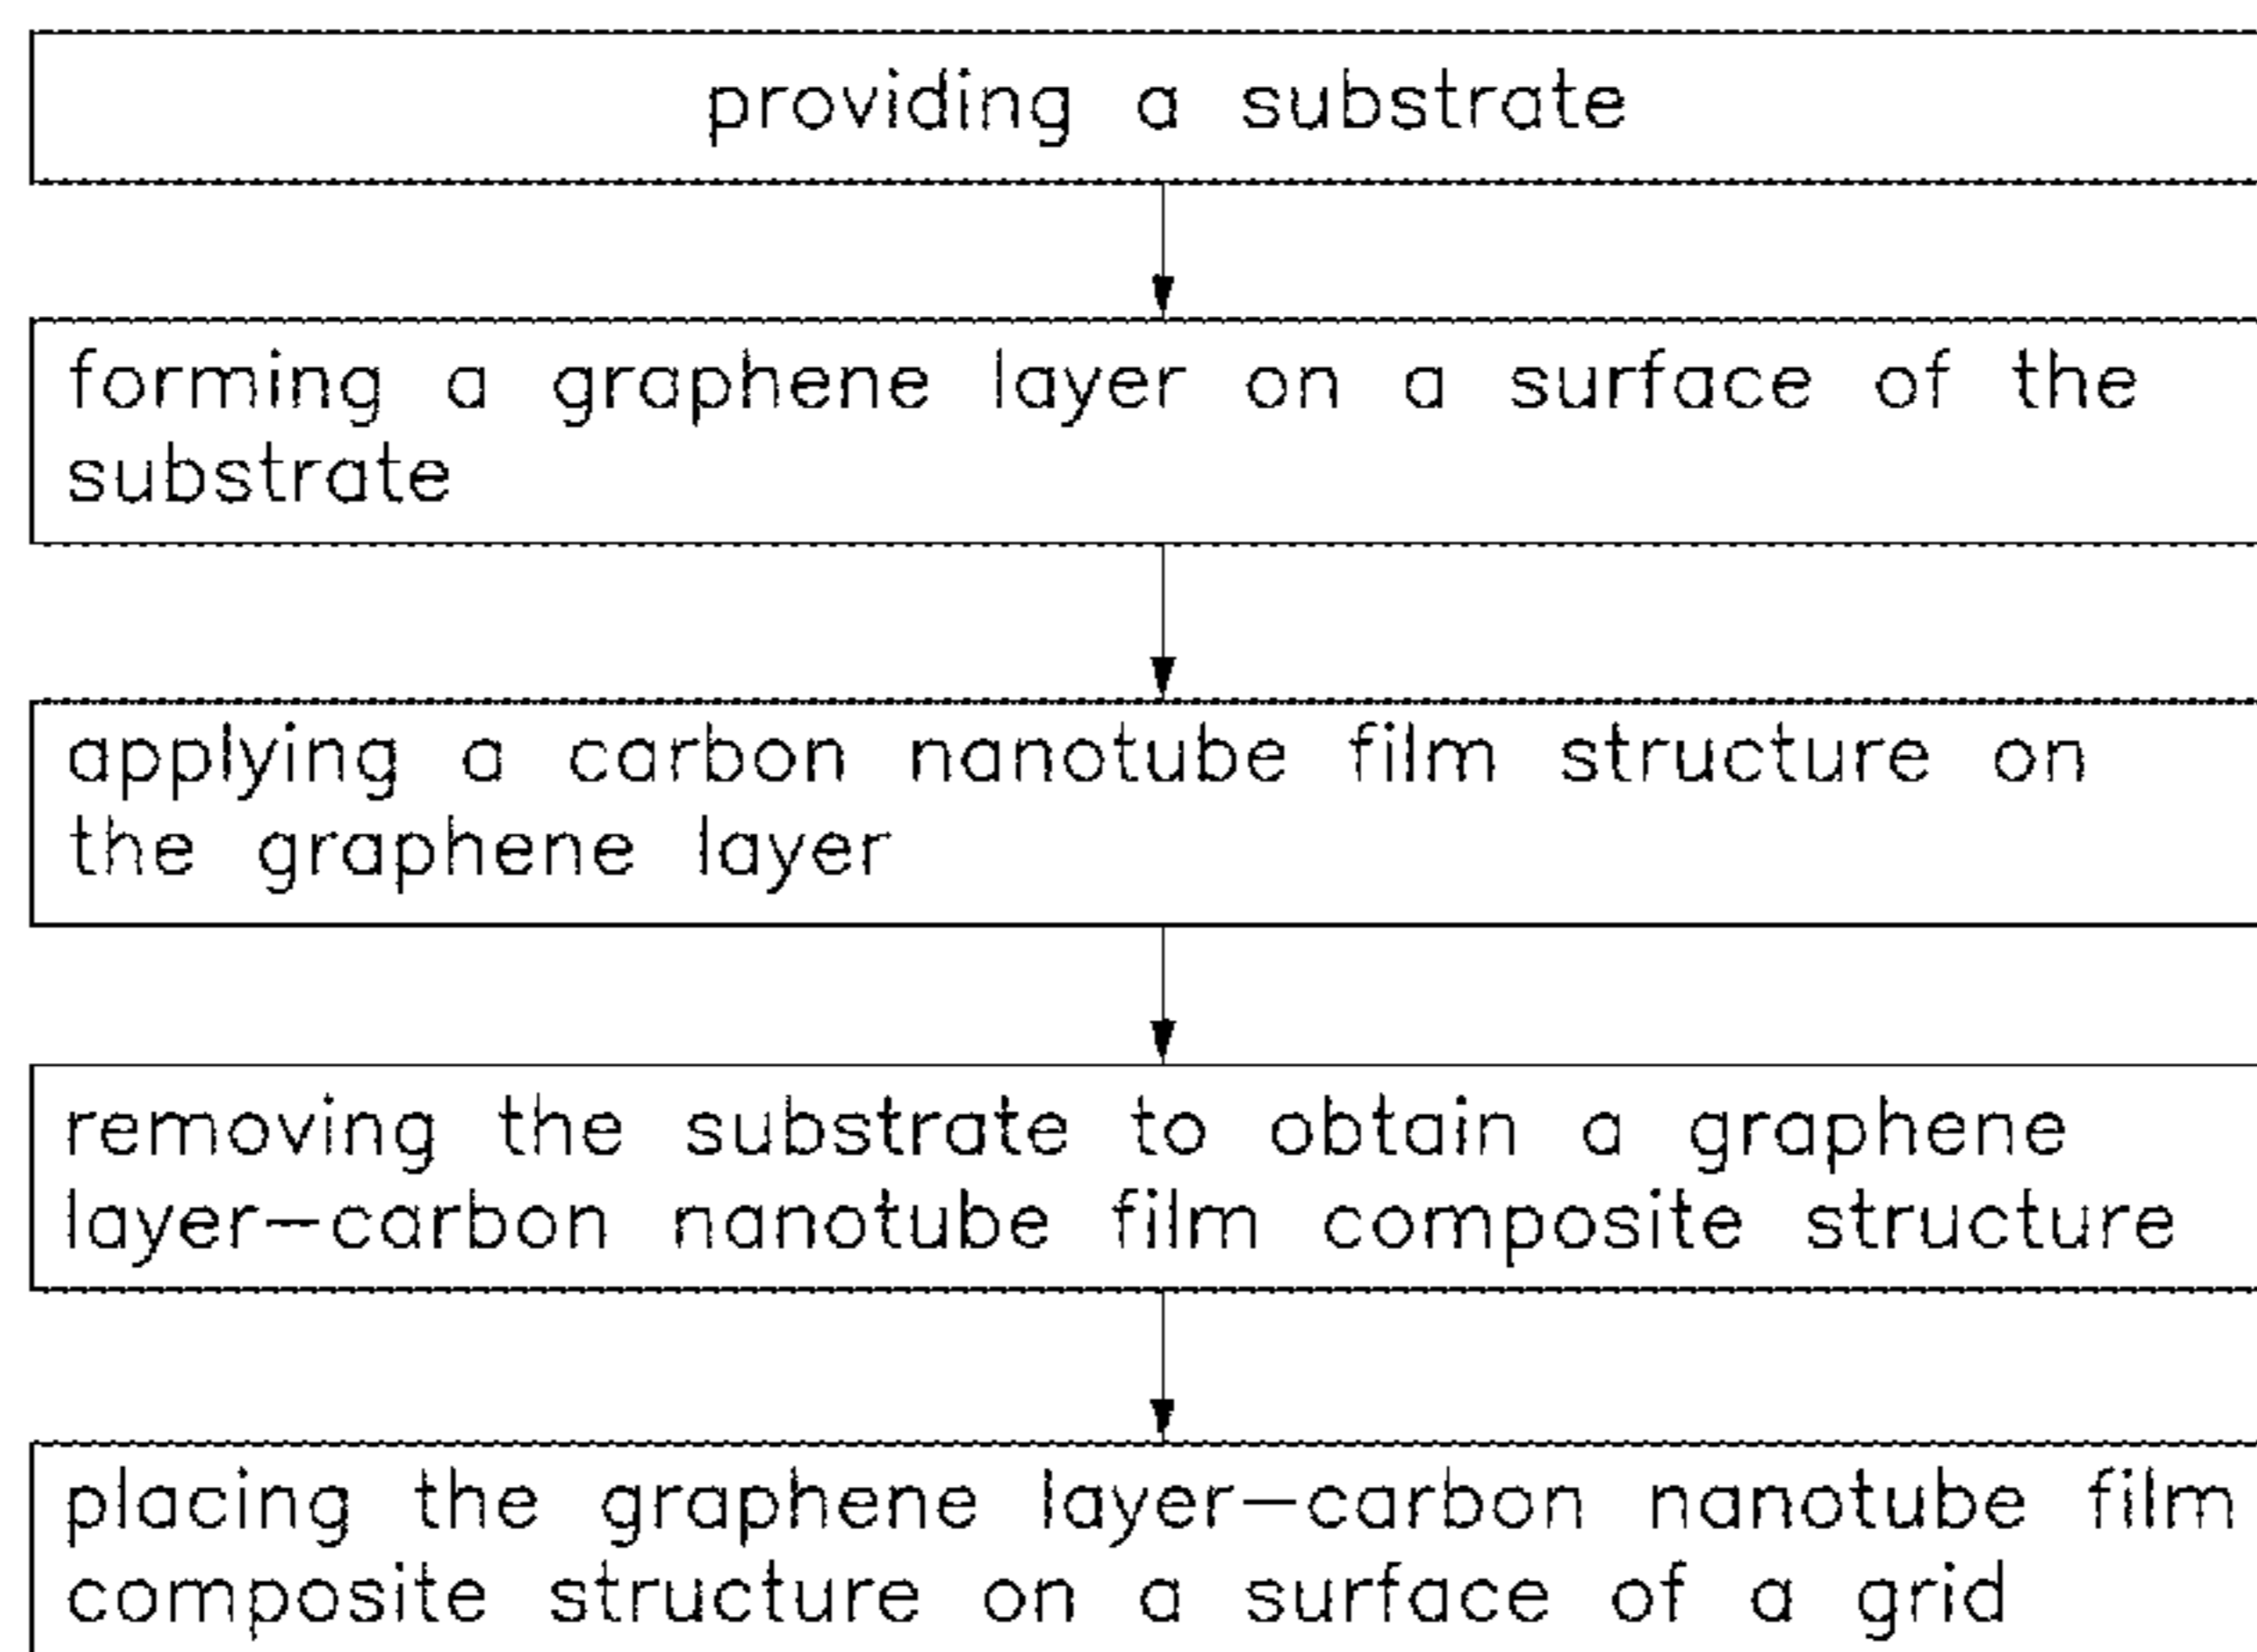 providing a substrate
forming a graphene layer on a surface of the
substrate
applying a carbon nanotube film structure on
the graphene layer
removing the substrate to obtain a graphene
layer-carbon nanotube film composite structure
placing the graphene layer-carbon nanotube film
composite structure on a surface of a grid